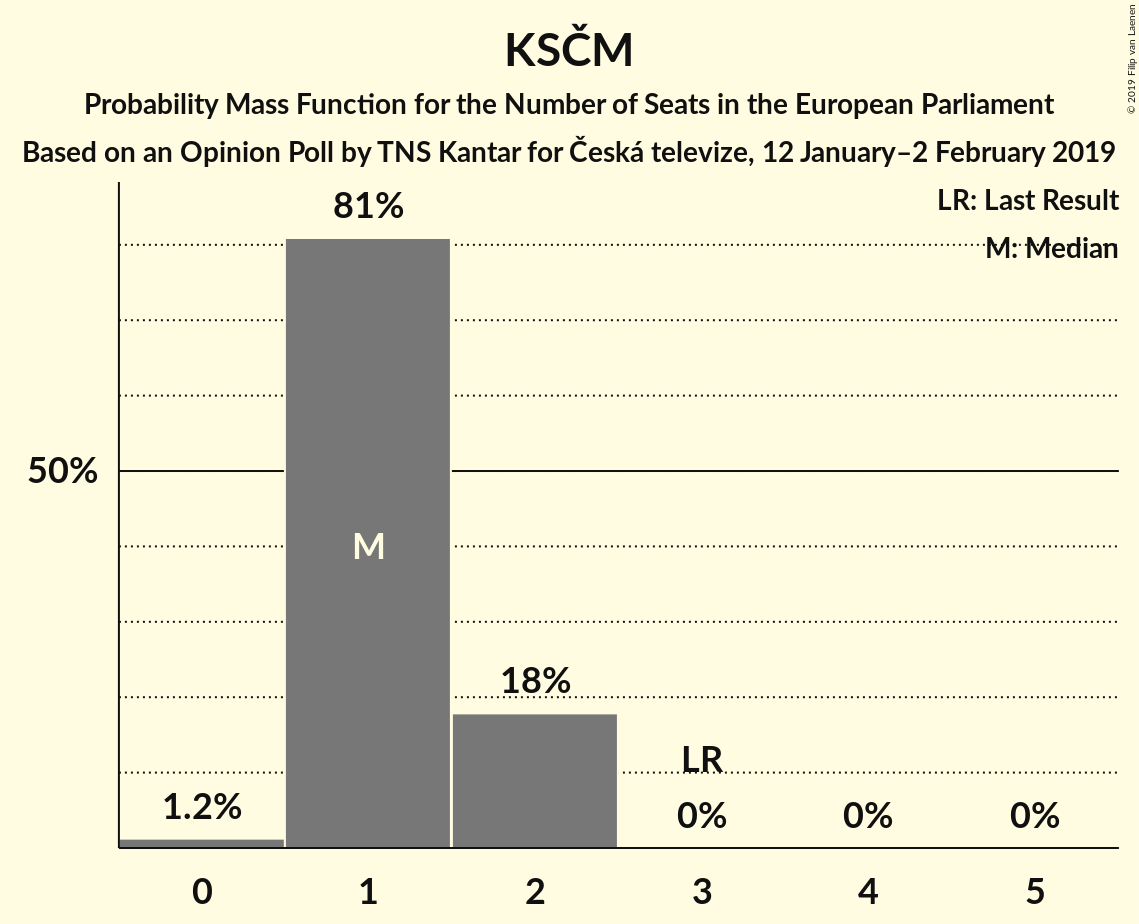 KSČM
Probability Mass Function for the Number of Seats in the European Parliament
Based on an Opinion Poll by TNS Kantar for Česká televize, 12 January–2 February 2019
© 2019 Filip van Laenen
LR: Last Result
M: Median
81%
50%
M
18%
LR
1.2%
0%
0%
0%
0
1
2
3
4
5